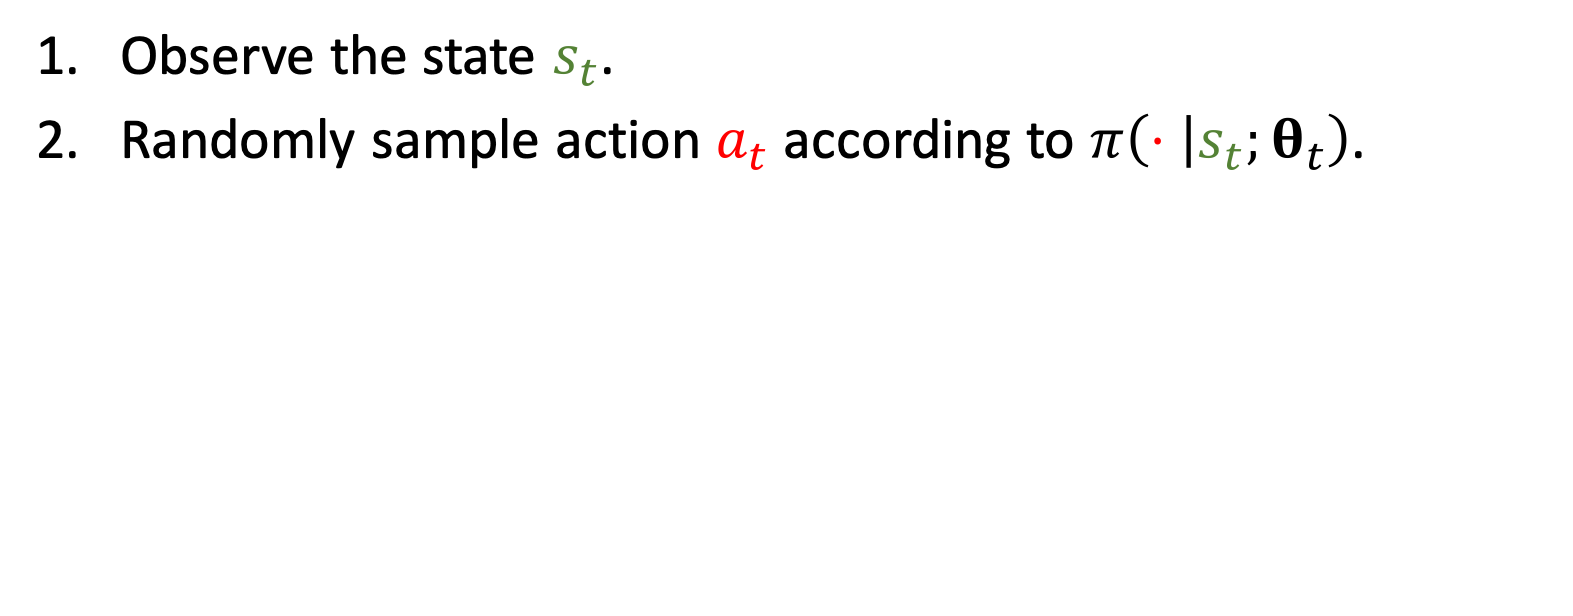 1. Observe the state sₜ.
2. Randomly sample action aₜ according to π(· |sₜ; θₜ).